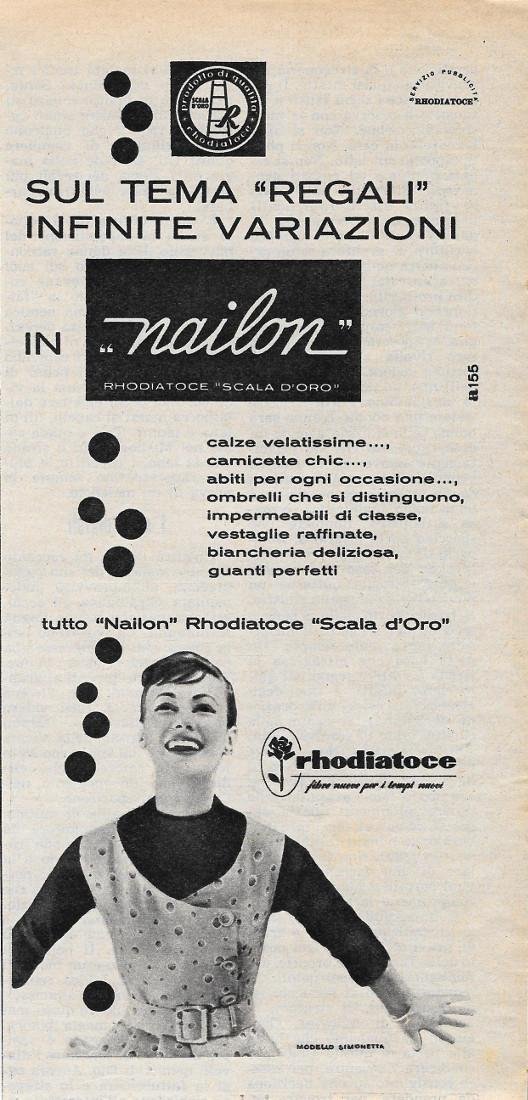 prodotto di qualità
SCALA
D'ORO
R
rhodiatoce
SERVIZIO PUBBLICITÀ
RHODIATOCE
SUL TEMA “REGALI”
INFINITE VARIAZIONI
IN “nailon”
RHODIATOCE “SCALA D'ORO”
a155
calze velatissime...,
camicette chic...,
abiti per ogni occasione...,
ombrelli che si distinguono,
impermeabili di classe,
vestaglie raffinate,
biancheria deliziosa,
guanti perfetti
tutto “Nailon” Rhodiatoce “Scala d'Oro”
rhodiatoce
fibre nuove per i tempi nuovi
MODELLO SIMONETTA